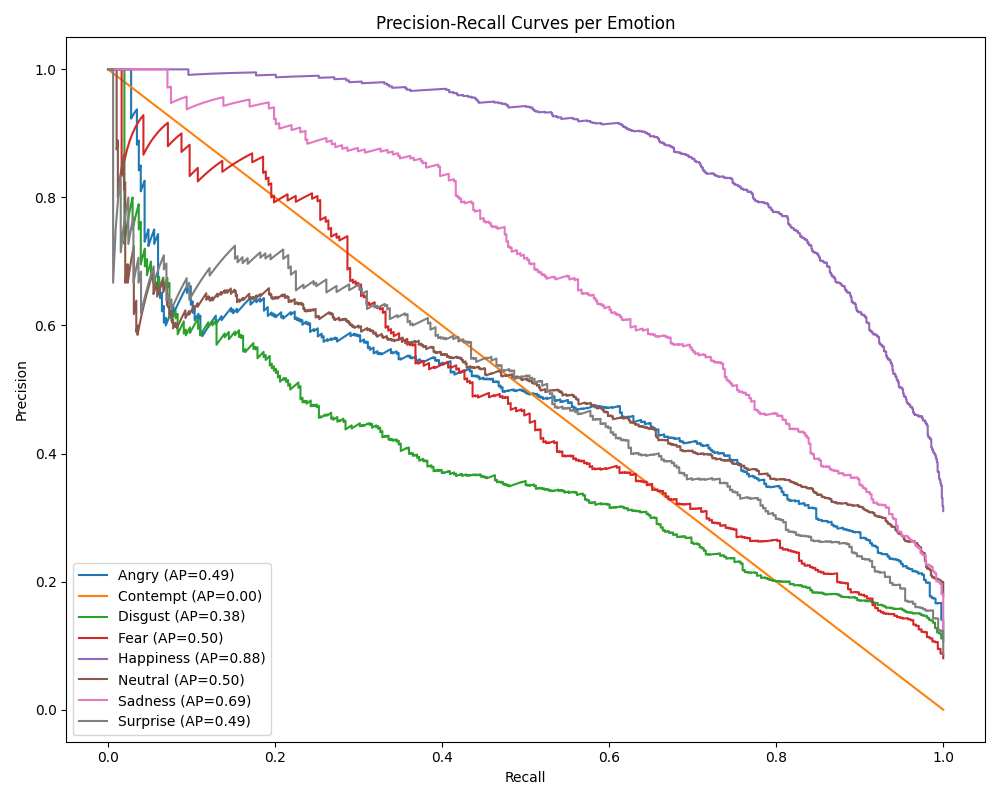 Precision-Recall Curves per Emotion
Precision
1.0
0.8
0.6
0.4
0.2
0.0
Angry (AP=0.49)
Contempt (AP=0.00)
Disgust (AP=0.38)
Fear (AP=0.50)
Happiness (AP=0.88)
Neutral (AP=0.50)
Sadness (AP=0.69)
Surprise (AP=0.49)
0.0 0.2 0.4 0.6 0.8 1.0
Recall